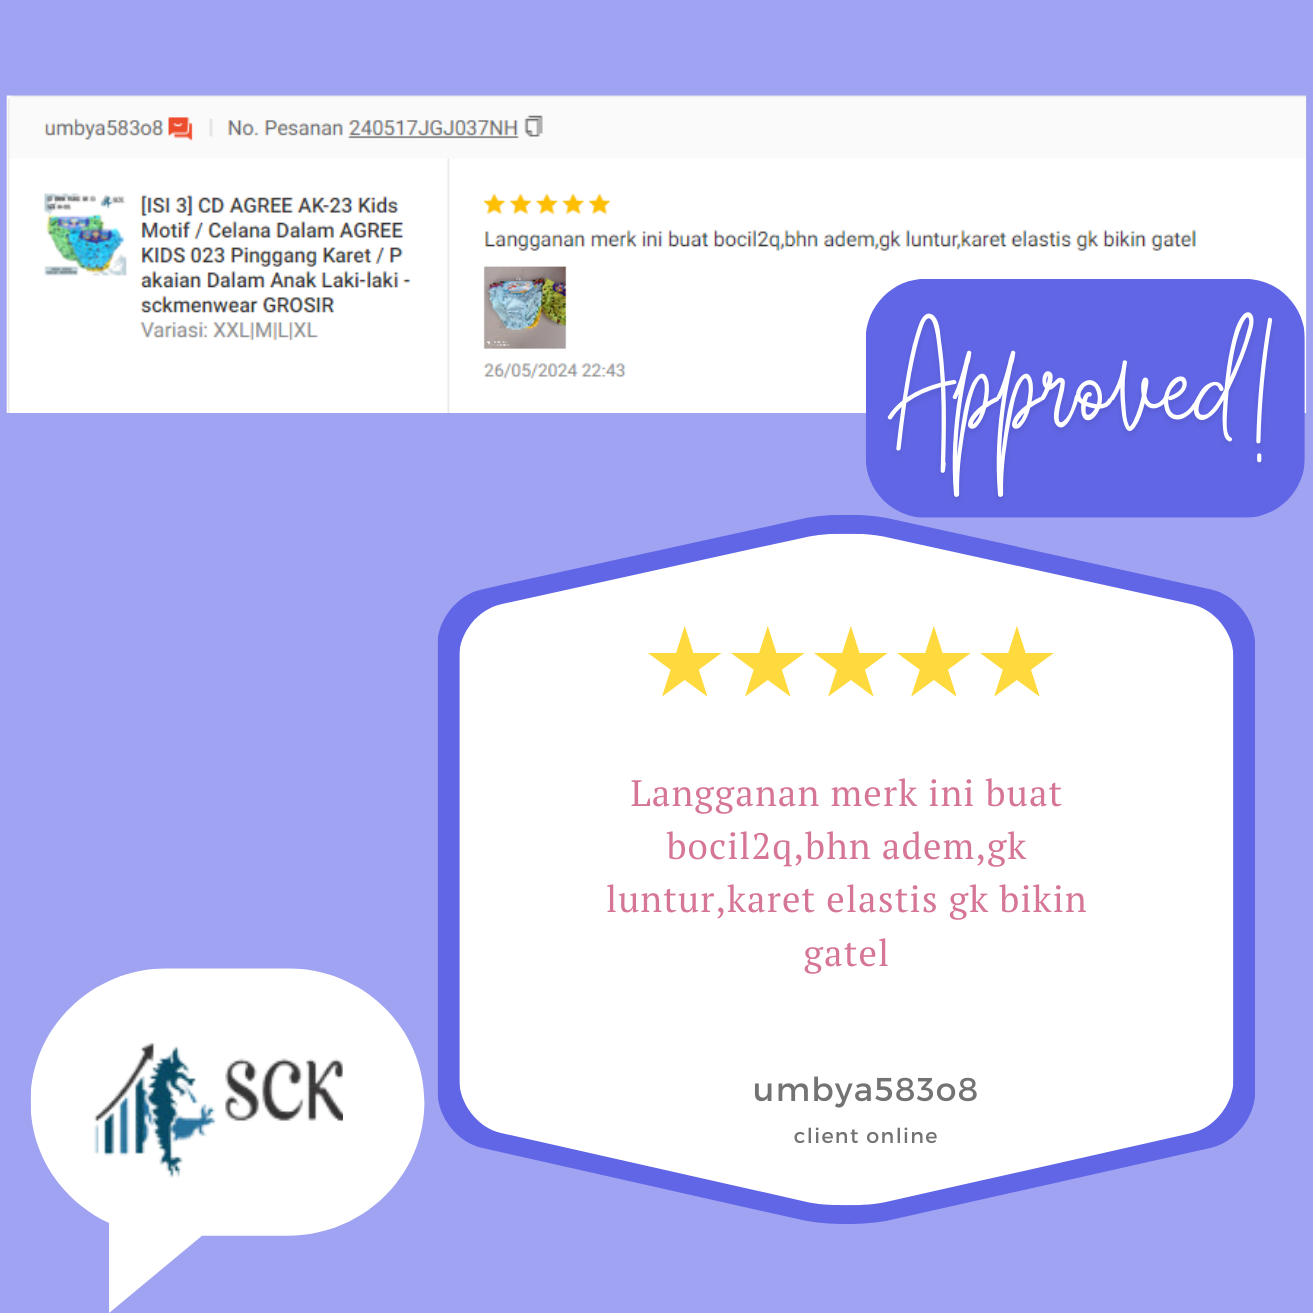 umbya583o8
No. Pesanan 240517JGJ037NH
[ISI 3] CD AGREE AK-23 Kids
Motif / Celana Dalam AGREE
KIDS 023 Pinggang Karet / P
akaian Dalam Anak Laki-laki -
sckmenwear GROSIR
Variasi: XXL|M|L|XL
Langganan merk ini buat bocil2q,bhn adem,gk luntur,karet elastis gk bikin gatel
26/05/2024 22:43
Approved!
Langganan merk ini buat
bocil2q,bhn adem,gk
luntur,karet elastis gk bikin
gatel
umbya583o8
client online
SCK